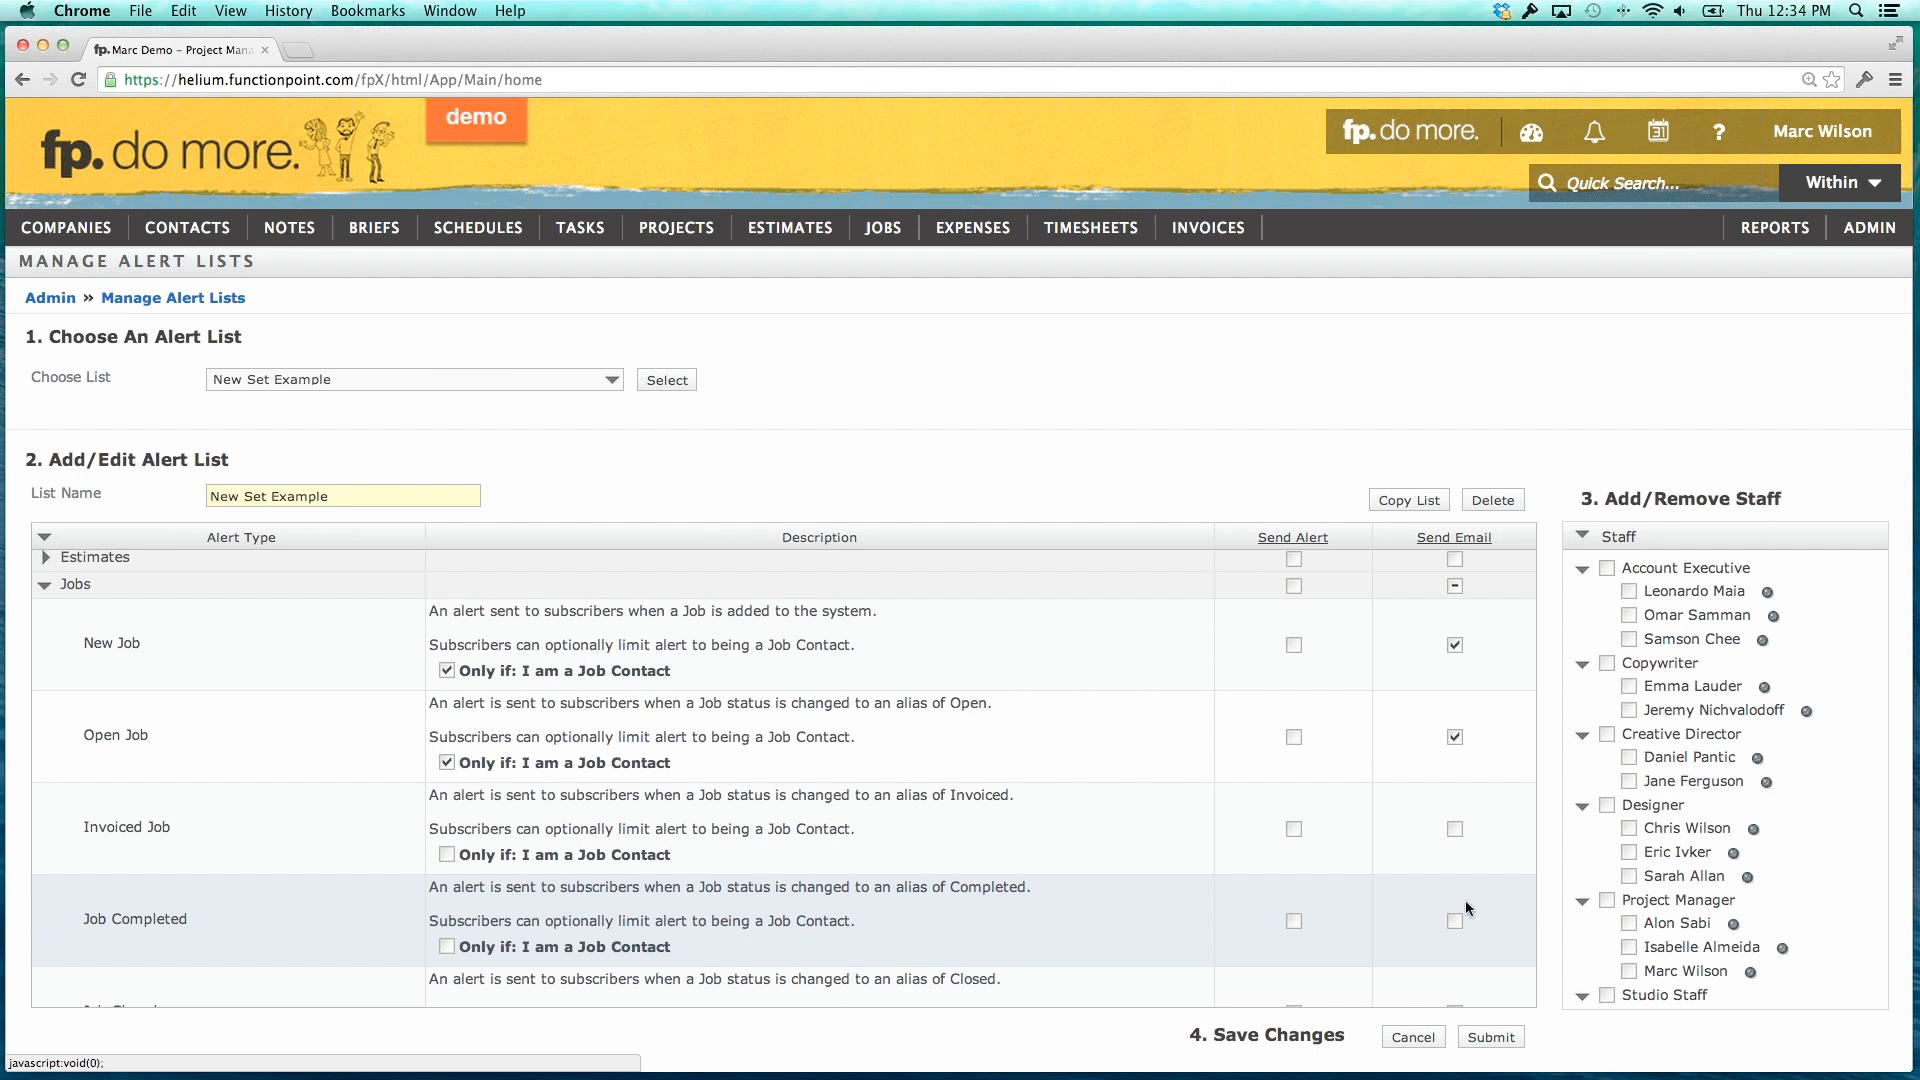 Chrome File Edit View History Bookmarks Window Help
Thu 12:34 PM
fp. Marc Demo – Project Mana
https://helium.functionpoint.com/fpX/html/App/Main/home
fp. do more.
demo
fp. do more.
31
?
Marc Wilson
Quick Search...
Within
COMPANIES CONTACTS NOTES BRIEFS SCHEDULES TASKS PROJECTS ESTIMATES JOBS EXPENSES TIMESHEETS INVOICES REPORTS ADMIN
MANAGE ALERT LISTS
Admin » Manage Alert Lists
1. Choose An Alert List
Choose List New Set Example Select
2. Add/Edit Alert List
List Name New Set Example
Copy List Delete
Alert Type Description Send Alert Send Email
Estimates
Jobs
An alert sent to subscribers when a Job is added to the system.
New Job
Subscribers can optionally limit alert to being a Job Contact.
Only if: I am a Job Contact
An alert is sent to subscribers when a Job status is changed to an alias of Open.
Open Job
Subscribers can optionally limit alert to being a Job Contact.
Only if: I am a Job Contact
An alert is sent to subscribers when a Job status is changed to an alias of Invoiced.
Invoiced Job
Subscribers can optionally limit alert to being a Job Contact.
Only if: I am a Job Contact
An alert is sent to subscribers when a Job status is changed to an alias of Completed.
Job Completed
Subscribers can optionally limit alert to being a Job Contact.
Only if: I am a Job Contact
An alert is sent to subscribers when a Job status is changed to an alias of Closed.
3. Add/Remove Staff
Staff
Account Executive
Leonardo Maia
Omar Samman
Samson Chee
Copywriter
Emma Lauder
Jeremy Nichvalodoff
Creative Director
Daniel Pantic
Jane Ferguson
Designer
Chris Wilson
Eric Ivker
Sarah Allan
Project Manager
Alon Sabi
Isabelle Almeida
Marc Wilson
Studio Staff
4. Save Changes Cancel Submit
javascript:void(0);